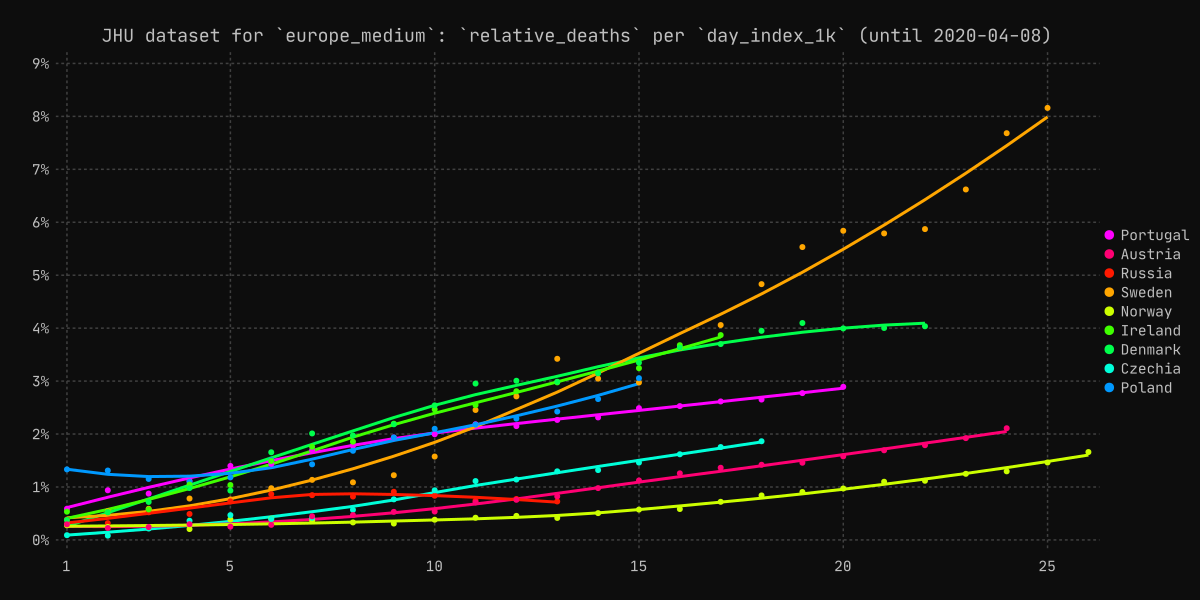 JHU dataset for `europe_medium`: `relative_deaths` per `day_index_1k` (until 2020-04-08)
9%
8%
7%
6%
5%
4%
3%
2%
1%
0%
1 5 10 15 20 25
Portugal
Austria
Russia
Sweden
Norway
Ireland
Denmark
Czechia
Poland